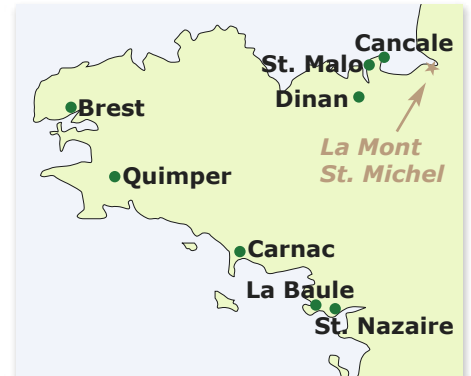 Cancale
St. Malo
Dinan
Brest
La Mont
St. Michel
Quimper
Carnac
La Baule
St. Nazaire